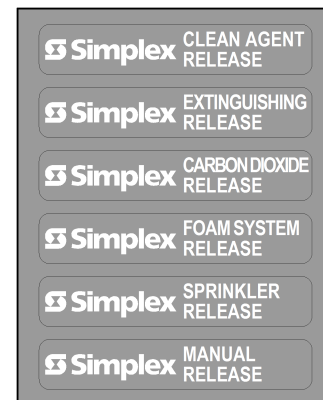 Simplex CLEAN AGENT
RELEASE
Simplex EXTINGUISHING
RELEASE
Simplex CARBON DIOXIDE
RELEASE
Simplex FOAM SYSTEM
RELEASE
Simplex SPRINKLER
RELEASE
Simplex MANUAL
RELEASE